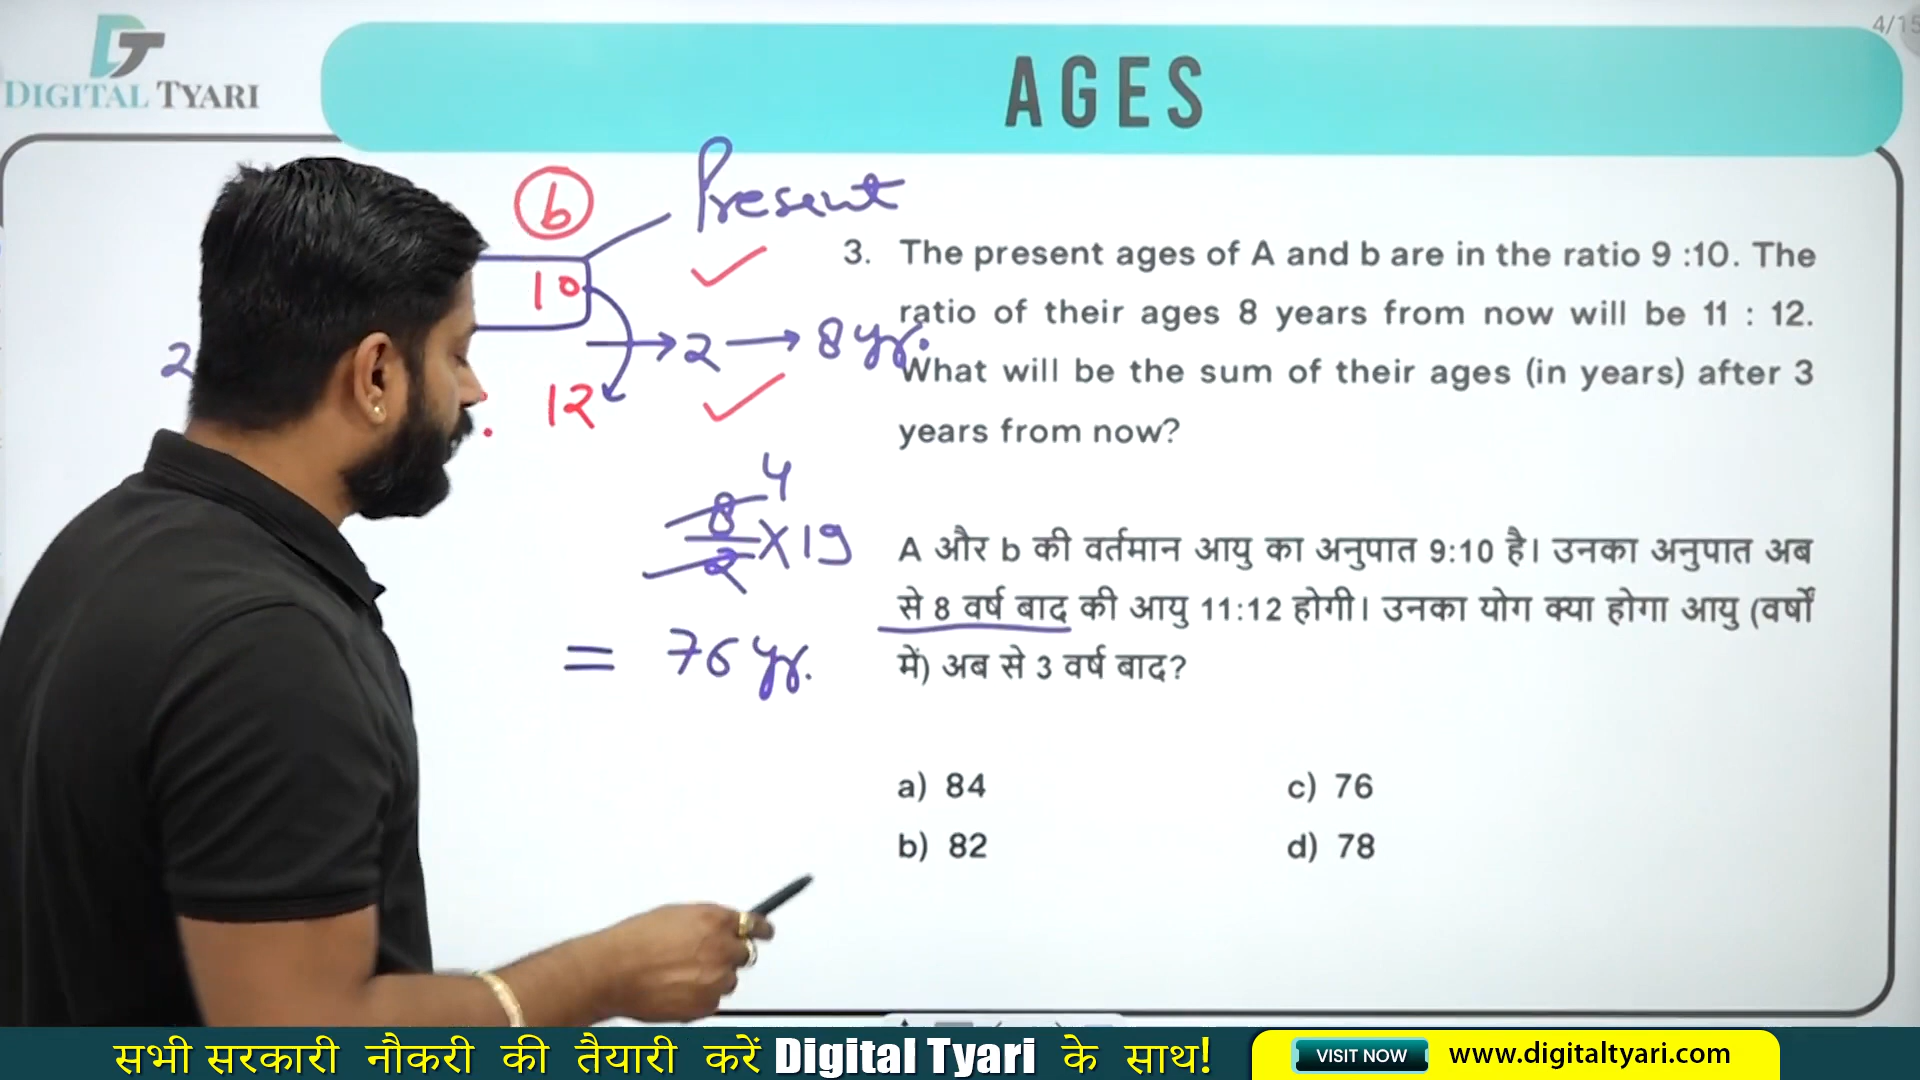 4/15
DT
DIGITAL TYARI
AGES
b
Present
10
2
2 → 8 yr.
12
3. The present ages of A and b are in the ratio 9 :10. The
ratio of their ages 8 years from now will be 11 : 12.
What will be the sum of their ages (in years) after 3
years from now?
4
8/2 × 19
= 76 yr.
A और b की वर्तमान आयु का अनुपात 9:10 है। उनका अनुपात अब
से 8 वर्ष बाद की आयु 11:12 होगी। उनका योग क्या होगा आयु (वर्षों
में) अब से 3 वर्ष बाद?
a) 84
c) 76
b) 82
d) 78
सभी सरकारी नौकरी की तैयारी करें Digital Tyari के साथ!
VISIT NOW
www.digitaltyari.com